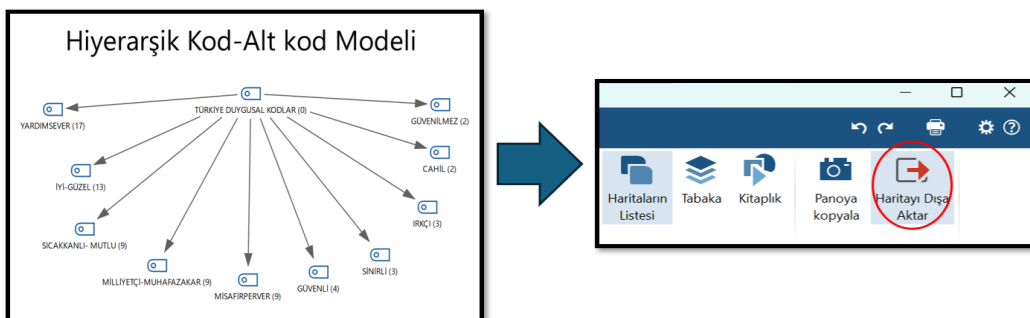 Hiyerarşik Kod-Alt kod Modeli
TÜRKİYE DUYGUSAL KODLAR (0)
YARDIMSEVER (17)
GÜVENİLMEZ (2)
İYİ-GÜZEL (13)
CAHİL (2)
SICAKKANLI- MUTLU (9)
IRKÇI (3)
MİLLİYETÇİ-MUHAFAZAKAR (9)
MİSAFİRPERVER (9)
GÜVENLİ (4)
SİNİRLİ (3)
Haritaların
Listesi
Tabaka
Kitaplık
Panoya
kopyala
Haritayı Dışa
Aktar